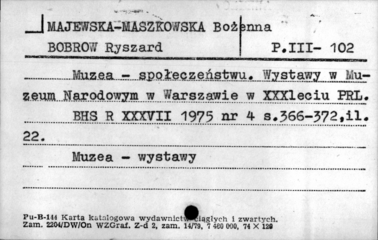 MAJEWSKA-MASZKOWSKA Bożenna
BOBROW Ryszard P.III- 102
Muzea - społeczeństwu. Wystawy w Mu-
zeum Narodowym w Warszawie w XXXleciu PRL.
BHS R XXXVII 1975 nr 4 s.366-372,il.
22.
Muzea - wystawy
Pu-B-144 Karta katalogowa wydawnictw ciągłych i zwartych.
Zam. 2204/DW/On WZGraf. Z-d 2, zam. 14/79, 7 460 000, 74 X 120